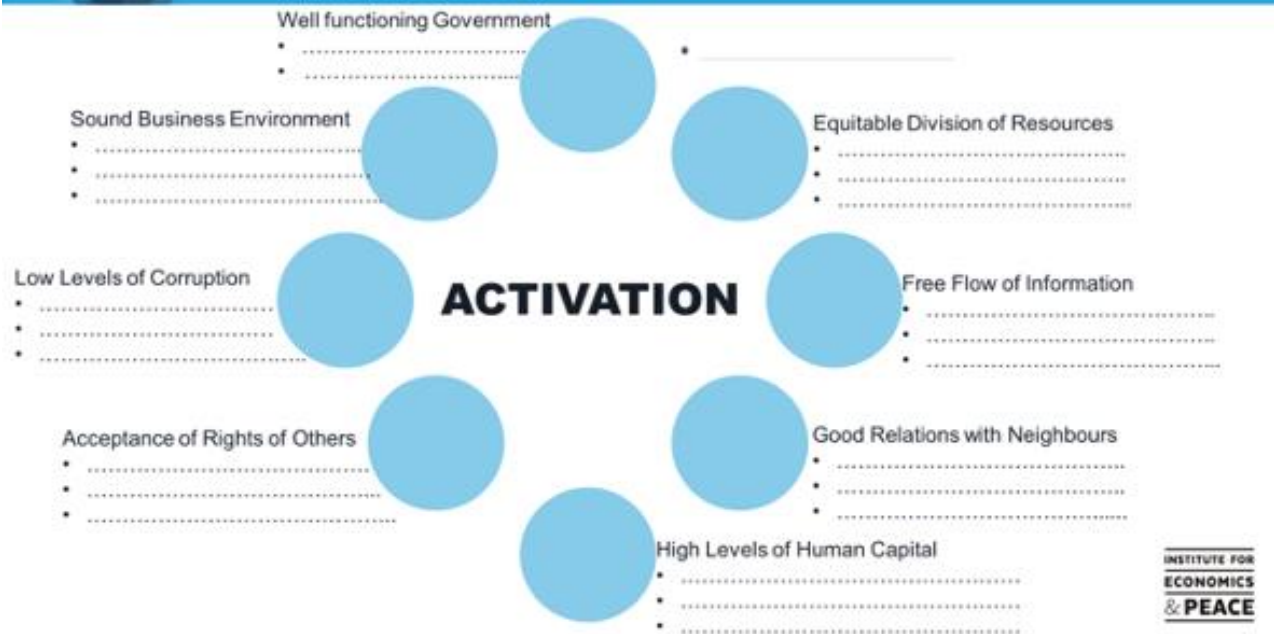 Well functioning Government
Sound Business Environment
Equitable Division of Resources
Low Levels of Corruption
ACTIVATION
Free Flow of Information
Acceptance of Rights of Others
Good Relations with Neighbours
High Levels of Human Capital
INSTITUTE FOR
ECONOMICS
& PEACE